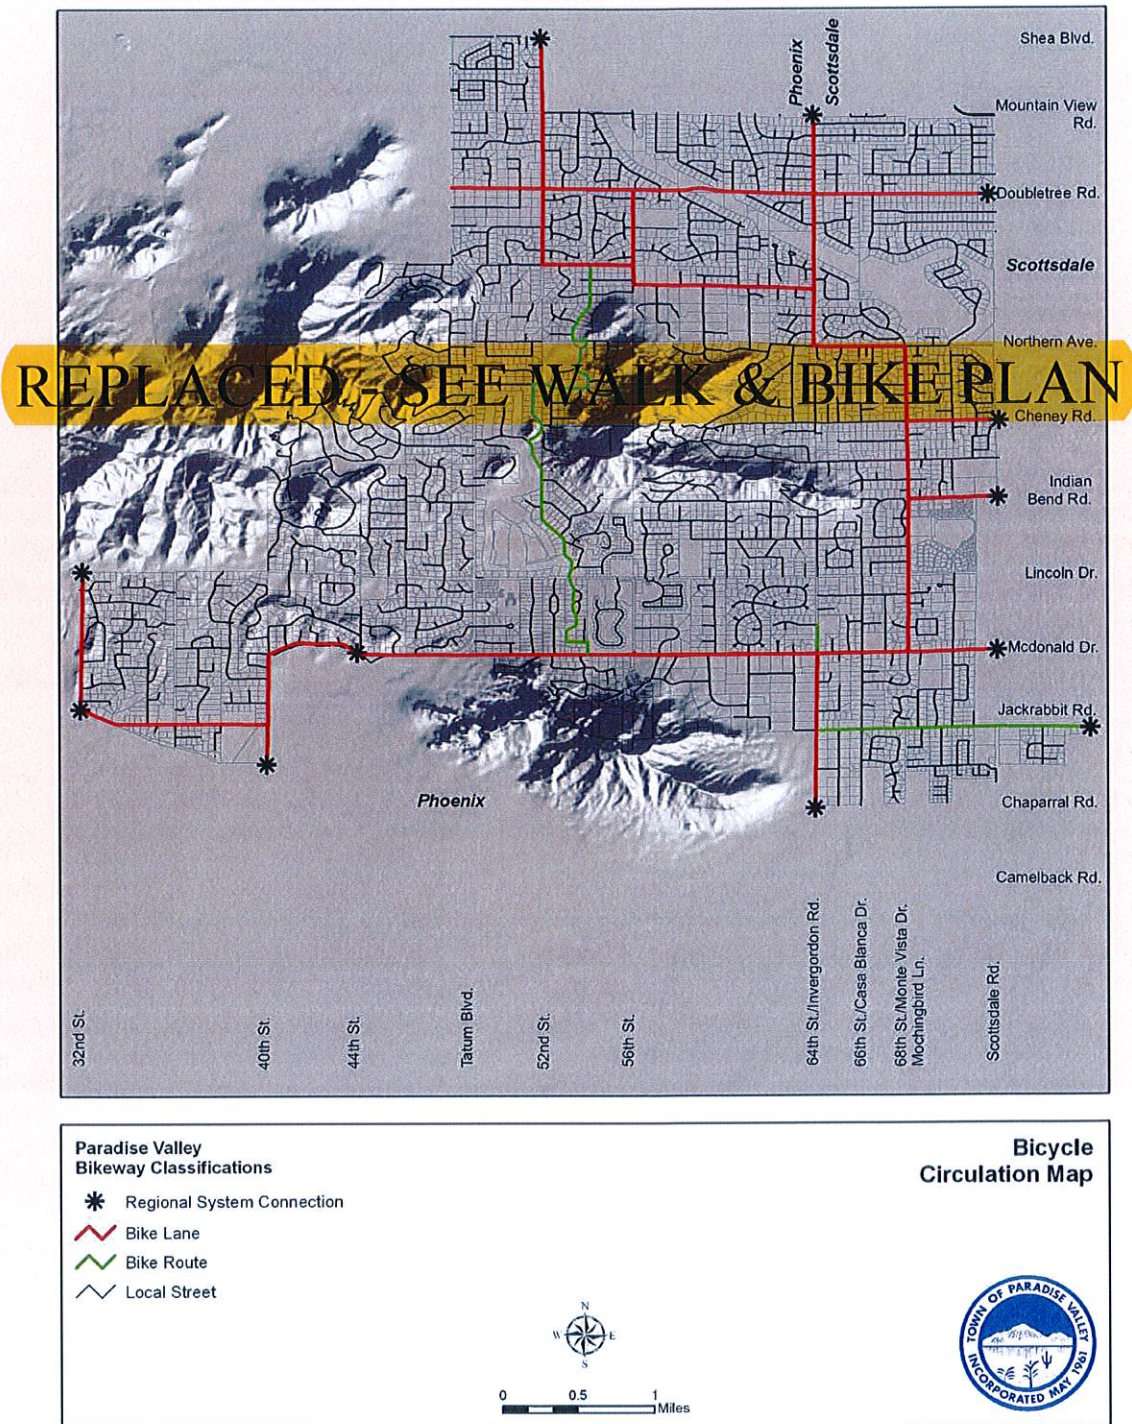 Shea Blvd.
Phoenix
Scottsdale
Mountain View
Rd.
Doubletree Rd.
Scottsdale
Northern Ave.
REPLACED - SEE WALK & BIKE PLAN
Cheney Rd.
Indian
Bend Rd.
Lincoln Dr.
Mcdonald Dr.
Jackrabbit Rd.
Phoenix
Chaparral Rd.
Camelback Rd.
32nd St.
40th St.
44th St.
Tatum Blvd.
52nd St.
56th St.
64th St./Invergordon Rd.
66th St./Casa Blanca Dr.
68th St./Monte Vista Dr.
Mochingbird Ln.
Scottsdale Rd.
Paradise Valley
Bikeway Classifications
Regional System Connection
Bike Lane
Bike Route
Local Street
Bicycle
Circulation Map
N
W E
S
0 0.5 1
Miles
TOWN OF PARADISE VALLEY
INCORPORATED MAY 1961